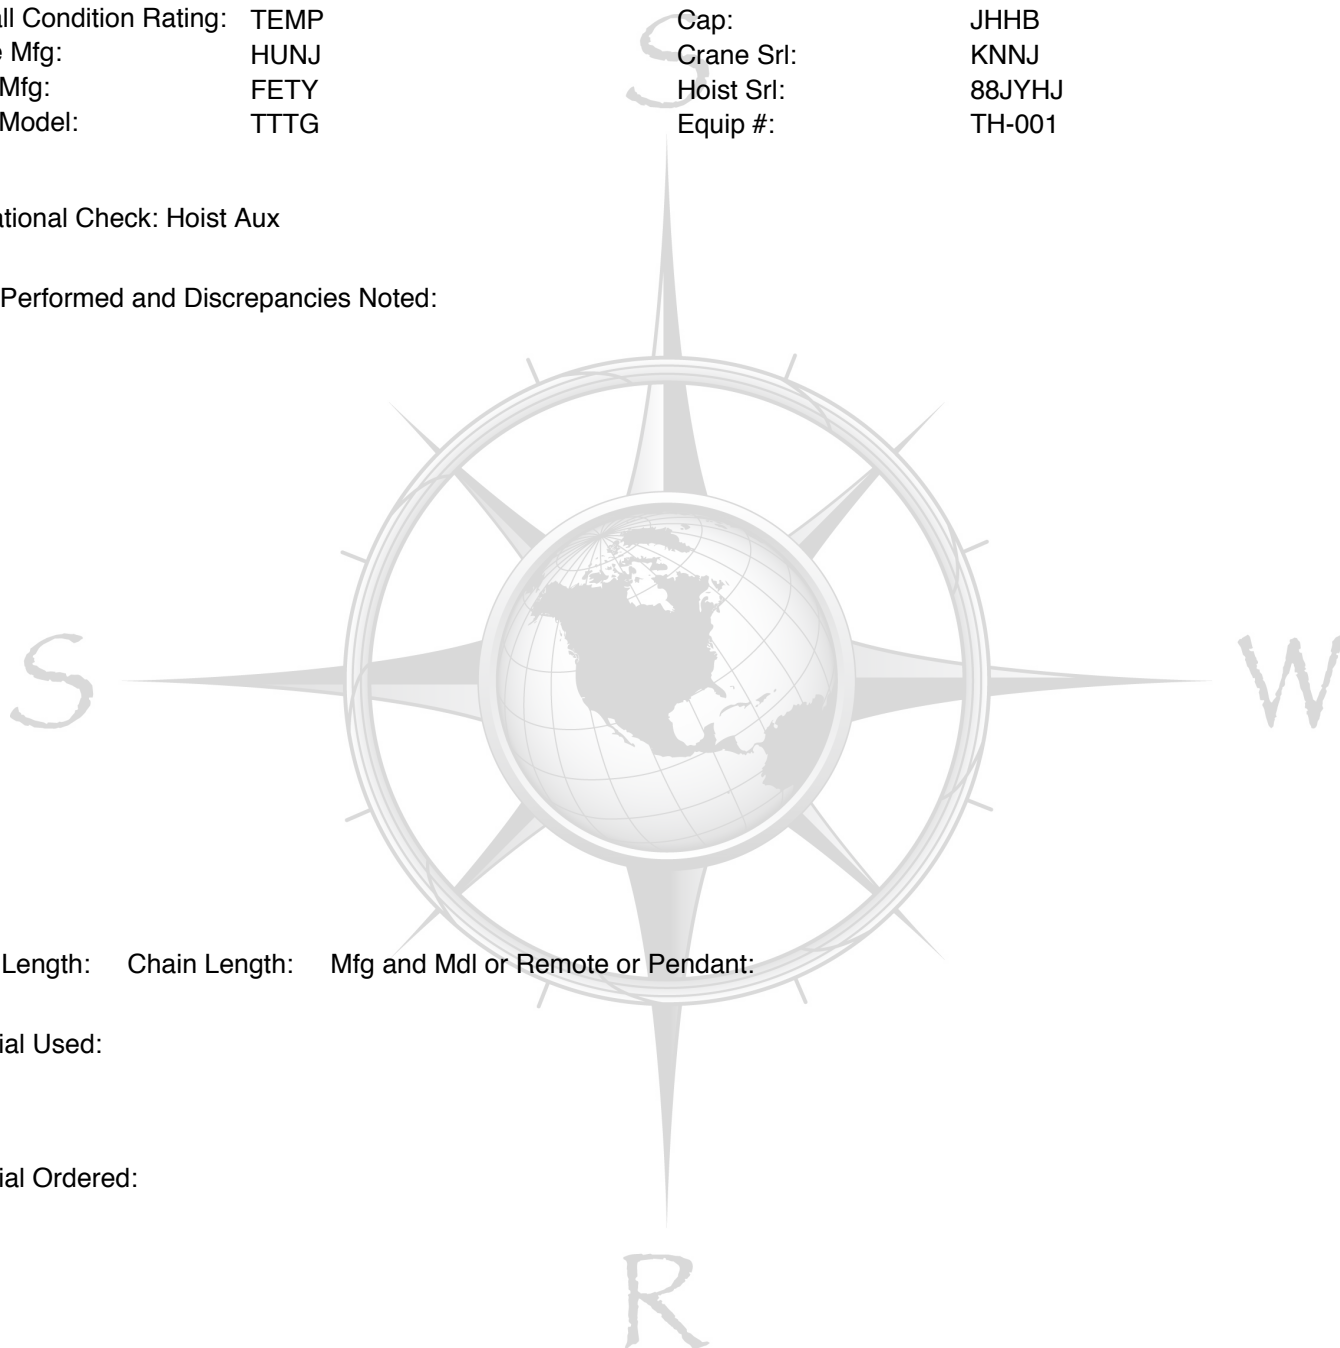 all Condition Rating: TEMP Cap: JHHB
e Mfg: HUNJ Crane Srl: KNNJ
Mfg: FETY Hoist Srl: 88JYHJ
Model: TTTG Equip #: TH-001
ational Check: Hoist Aux
Performed and Discrepancies Noted:
Length: Chain Length: Mfg and Mdl or Remote or Pendant:
ial Used:
ial Ordered:
S
S W
R